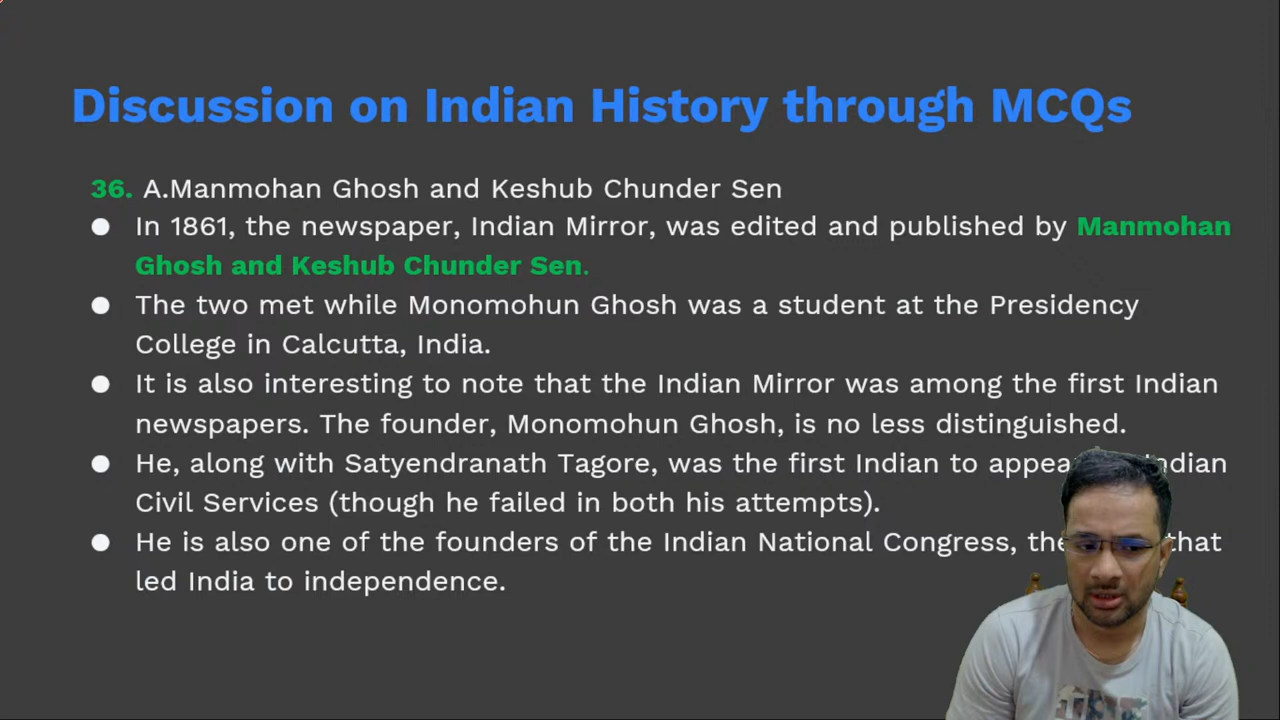 Discussion on Indian History through MCQs
36. A.Manmohan Ghosh and Keshub Chunder Sen
● In 1861, the newspaper, Indian Mirror, was edited and published by Manmohan
Ghosh and Keshub Chunder Sen.
● The two met while Monomohun Ghosh was a student at the Presidency
College in Calcutta, India.
● It is also interesting to note that the Indian Mirror was among the first Indian
newspapers. The founder, Monomohun Ghosh, is no less distinguished.
● He, along with Satyendranath Tagore, was the first Indian to Indian
Civil Services (though he failed in both his attempts).
● He is also one of the founders of the Indian National Congress, that
led India to independence.